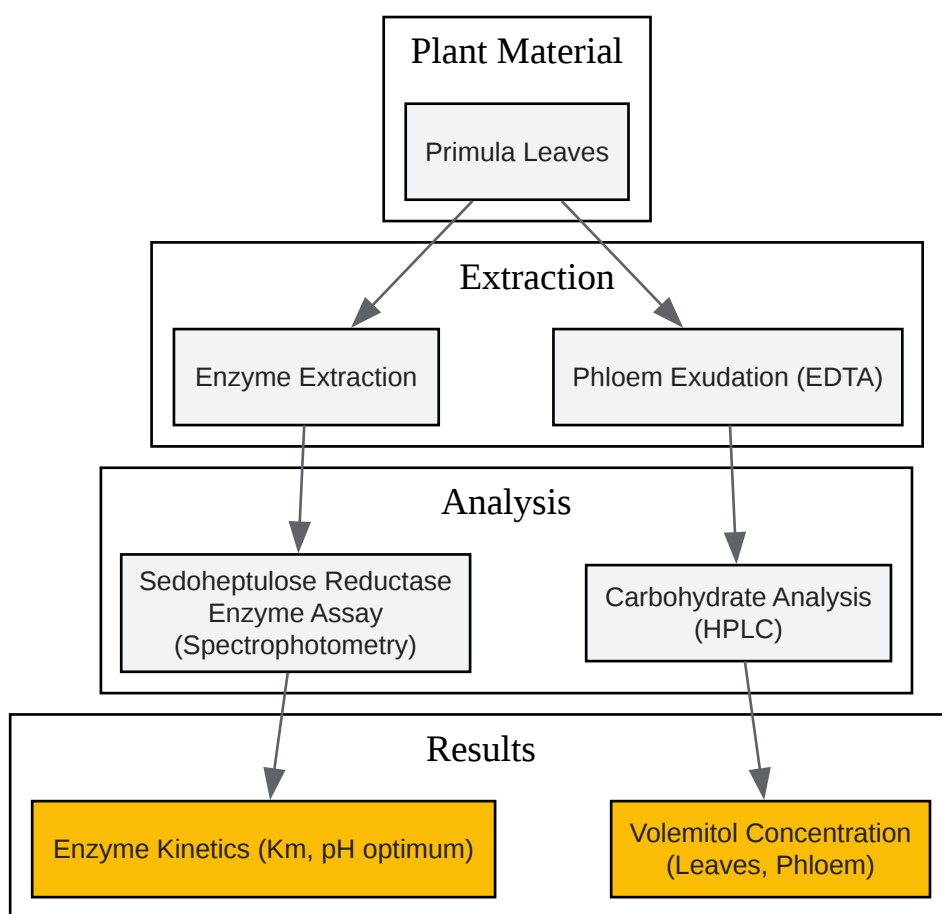 Plant Material
Primula Leaves
Extraction
Enzyme Extraction
Phloem Exudation (EDTA)
Analysis
Sedoheptulose Reductase
Enzyme Assay
(Spectrophotometry)
Carbohydrate Analysis
(HPLC)
Results
Enzyme Kinetics (Km, pH optimum)
Volemitol Concentration
(Leaves, Phloem)